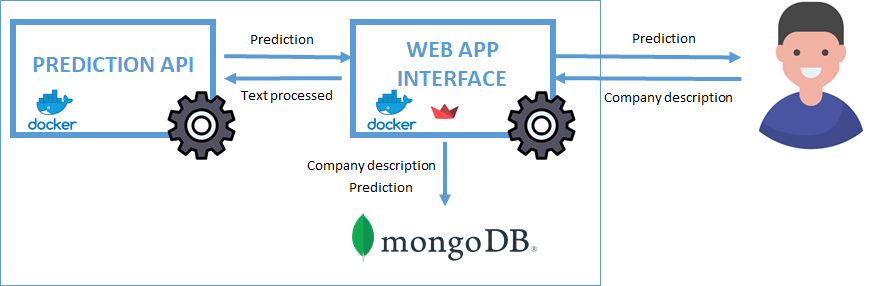 PREDICTION API
docker
Prediction
Text processed
WEB APP
INTERFACE
docker
Prediction
Company description
Company description
Prediction
mongoDB®